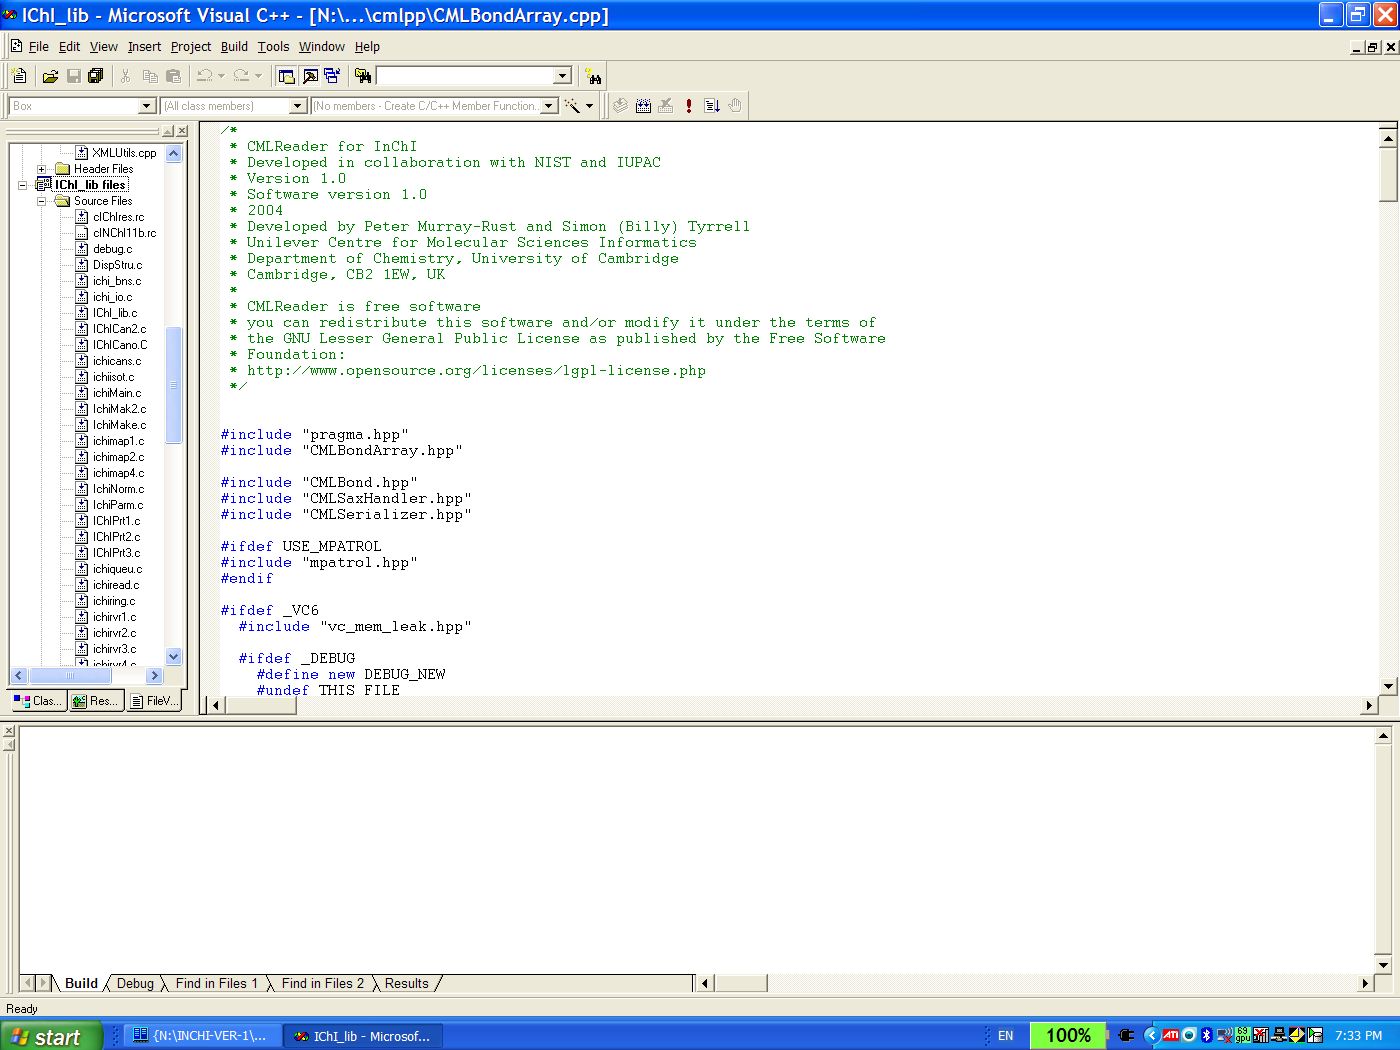 IChI_lib - Microsoft Visual C++ - [N:\...\cmlpp\CMLBondArray.cpp]
File Edit View Insert Project Build Tools Window Help
Box (All class members) (No members - Create C/C++ Member Function...
XMLUtils.cpp
Header Files
IChI_lib files
Source Files
cIChIres.rc
cINChI11b.rc
debug.c
DispStru.c
ichi_bns.c
ichi_io.c
IChI_lib.c
IChICan2.c
IChICano.C
ichicans.c
ichiisot.c
ichiMain.c
IchiMak2.c
IchiMake.c
ichimap1.c
ichimap2.c
ichimap4.c
IchiNorm.c
IchiParm.c
IChIPrt1.c
IChIPrt2.c
IChIPrt3.c
ichiqueu.c
ichiread.c
ichiring.c
ichirvr1.c
ichirvr2.c
ichirvr3.c
ichirvr4.c
Clas... Res... FileV...
/*
* CMLReader for InChI
* Developed in collaboration with NIST and IUPAC
* Version 1.0
* Software version 1.0
* 2004
* Developed by Peter Murray-Rust and Simon (Billy) Tyrrell
* Unilever Centre for Molecular Sciences Informatics
* Department of Chemistry, University of Cambridge
* Cambridge, CB2 1EW, UK
*
* CMLReader is free software
* you can redistribute this software and/or modify it under the terms of
* the GNU Lesser General Public License as published by the Free Software
* Foundation:
* http://www.opensource.org/licenses/lgpl-license.php
*/
#include "pragma.hpp"
#include "CMLBondArray.hpp"
#include "CMLBond.hpp"
#include "CMLSaxHandler.hpp"
#include "CMLSerializer.hpp"
#ifdef USE_MPATROL
#include "mpatrol.hpp"
#endif
#ifdef _VC6
#include "vc_mem_leak.hpp"
#ifdef _DEBUG
#define new DEBUG_NEW
#undef THIS_FILE
Build Debug Find in Files 1 Find in Files 2 Results
Ready
start {N:\INCHI-VER-1\... IChI_lib - Microsof... EN 100% ATI 69 gpu 7:33 PM